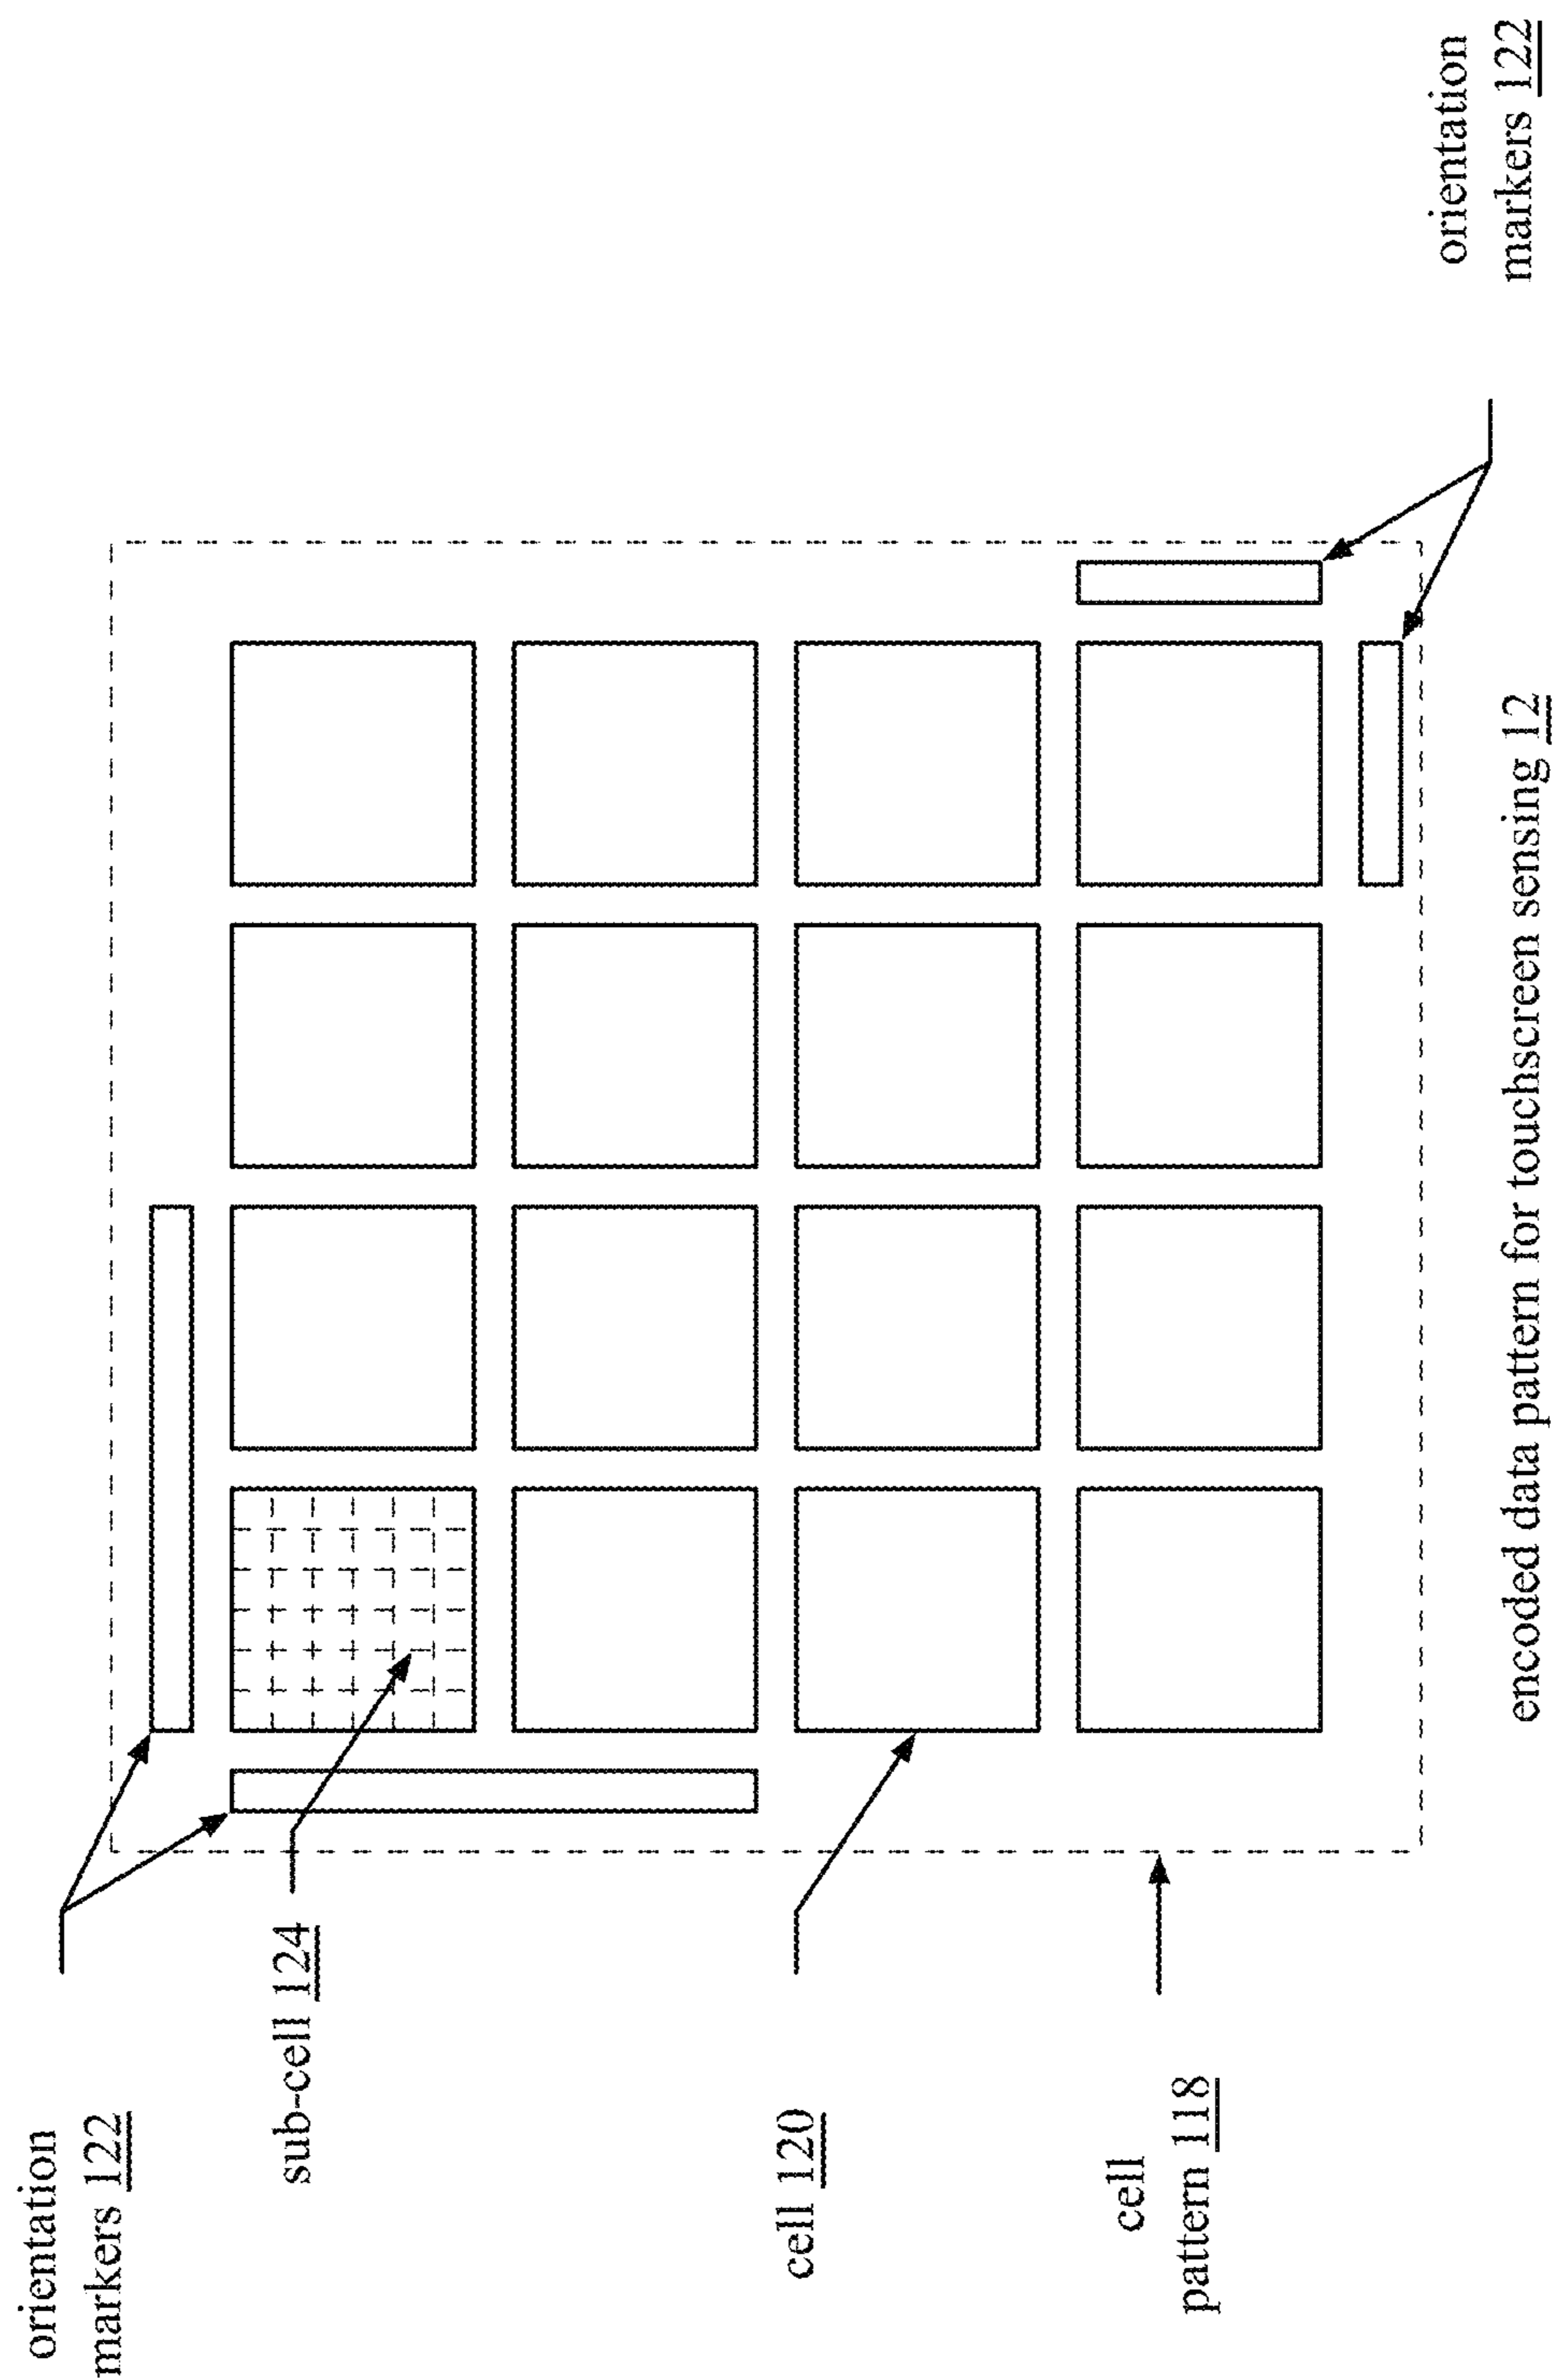 orientation
markers 122
sub-cell 124
cell 120
cell
pattern 118
orientation
markers 122
encoded data pattern for touchscreen sensing 12